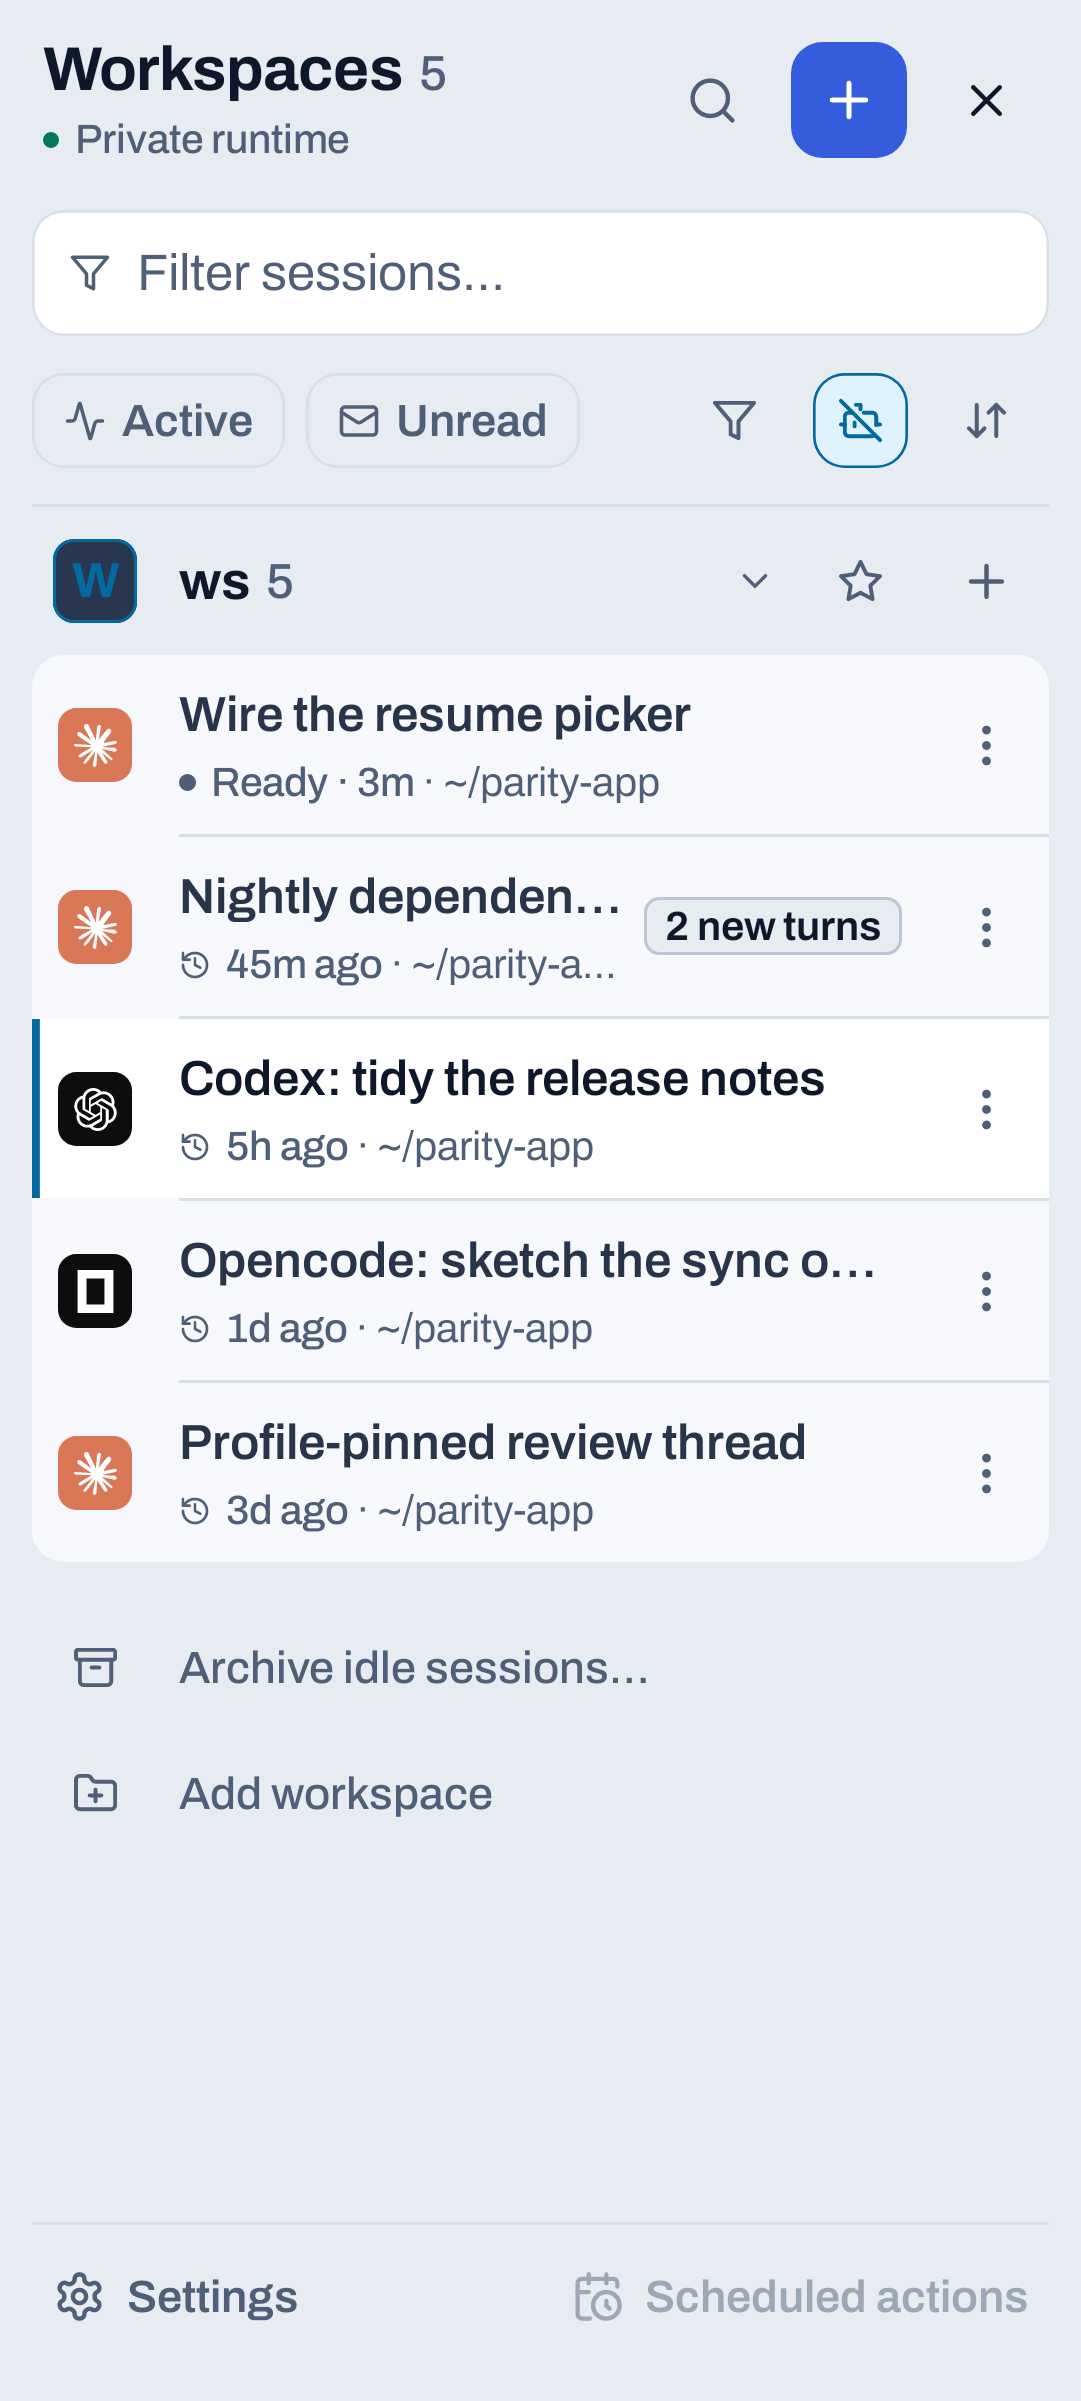 Workspaces 5
Private runtime
Filter sessions...
Active
Unread
W
ws 5
Wire the resume picker
Ready · 3m · ~/parity-app
Nightly dependen...
2 new turns
45m ago · ~/parity-a...
Codex: tidy the release notes
5h ago · ~/parity-app
Opencode: sketch the sync o...
1d ago · ~/parity-app
Profile-pinned review thread
3d ago · ~/parity-app
Archive idle sessions...
Add workspace
Settings
Scheduled actions